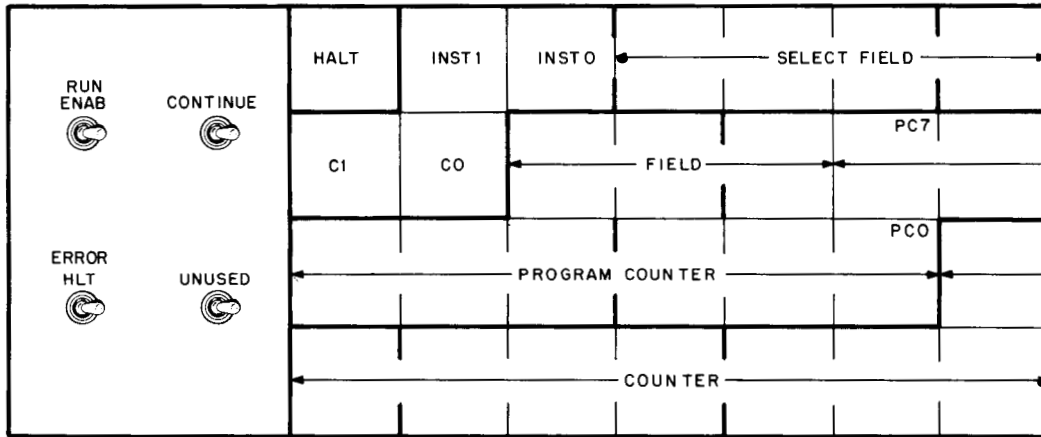 RUN
ENAB
CONTINUE
ERROR
HLT
UNUSED
HALT
INST1
INST0
SELECT FIELD
C1
C0
FIELD
PC7
PROGRAM COUNTER
PC0
COUNTER